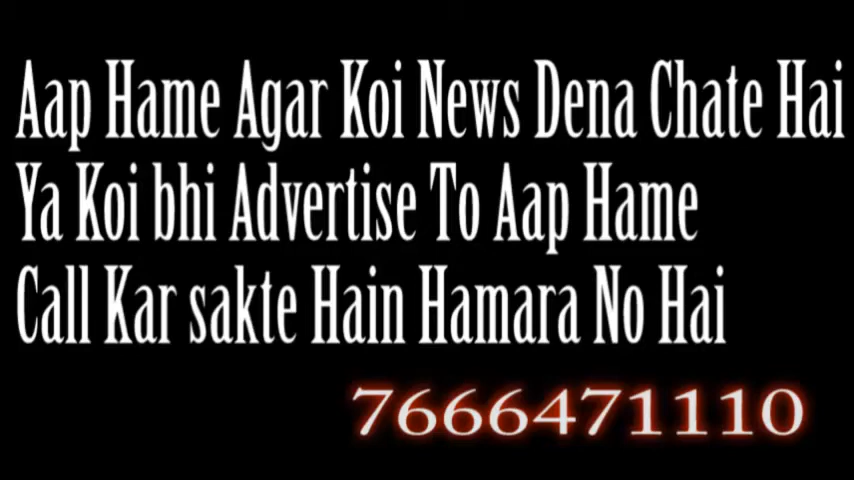 Aap Hame Agar Koi News Dena Chate Hai
Ya Koi bhi Advertise To Aap Hame
Call Kar sakte Hain Hamara No Hai
7666471110